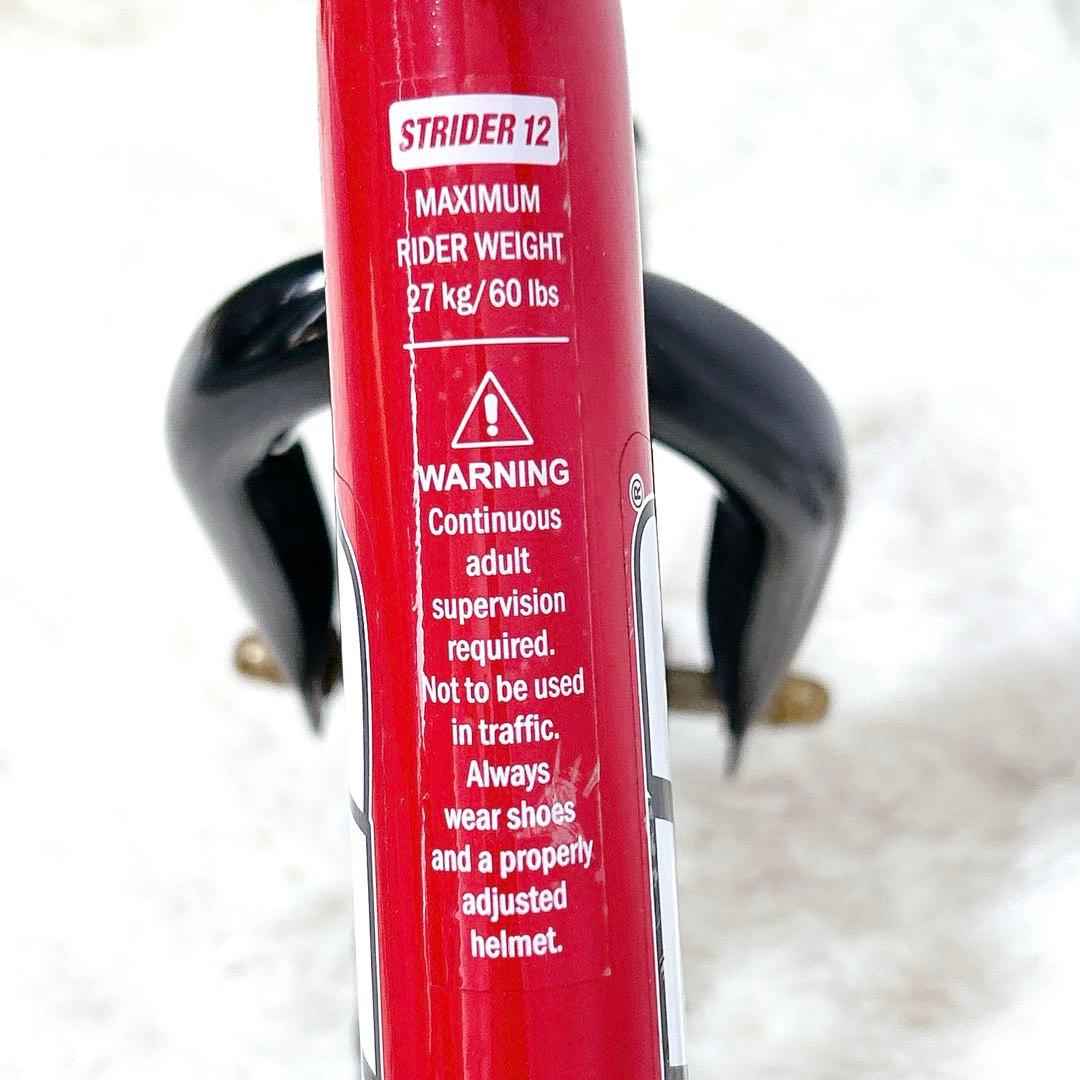 STRIDER 12
MAXIMUM
RIDER WEIGHT
27 kg/60 lbs
!
WARNING
Continuous
adult
supervision
required.
Not to be used
in traffic.
Always
wear shoes
and a properly
adjusted
helmet.
®